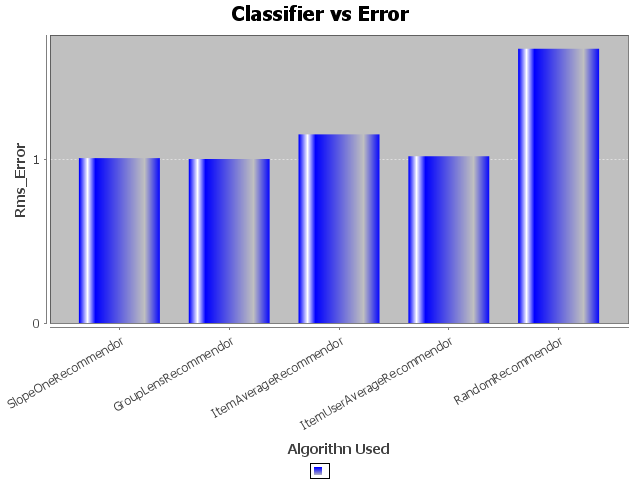 Classifier vs Error
Rms_Error
1
0
SlopeOneRecommendor
GroupLensRecommendor
ItemAverageRecommendor
ItemUserAverageRecommendor
RandomRecommendor
Algorithn Used